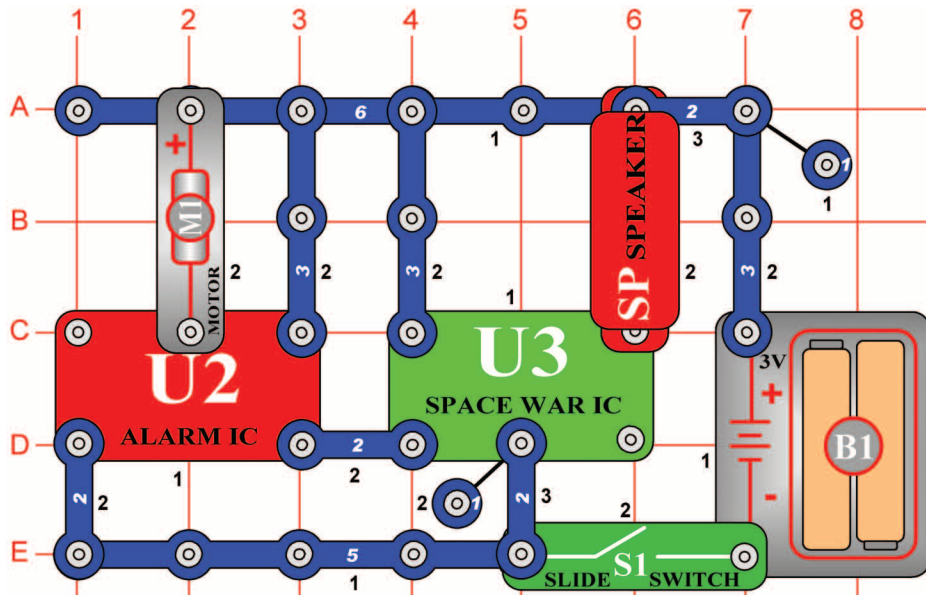 1 2 3 4 5 6 7 8
A 6 1 2 3
+ SPEAKER 1
1
B M1
MOTOR 2 3 2 3 2 1 SP 2 3 2
C
U2 U3 3V
ALARM IC SPACE WAR IC +
D 2 1 B1
1 2 -
2 2 2 1 2 3 2
E 5 S1
1 SLIDE SWITCH